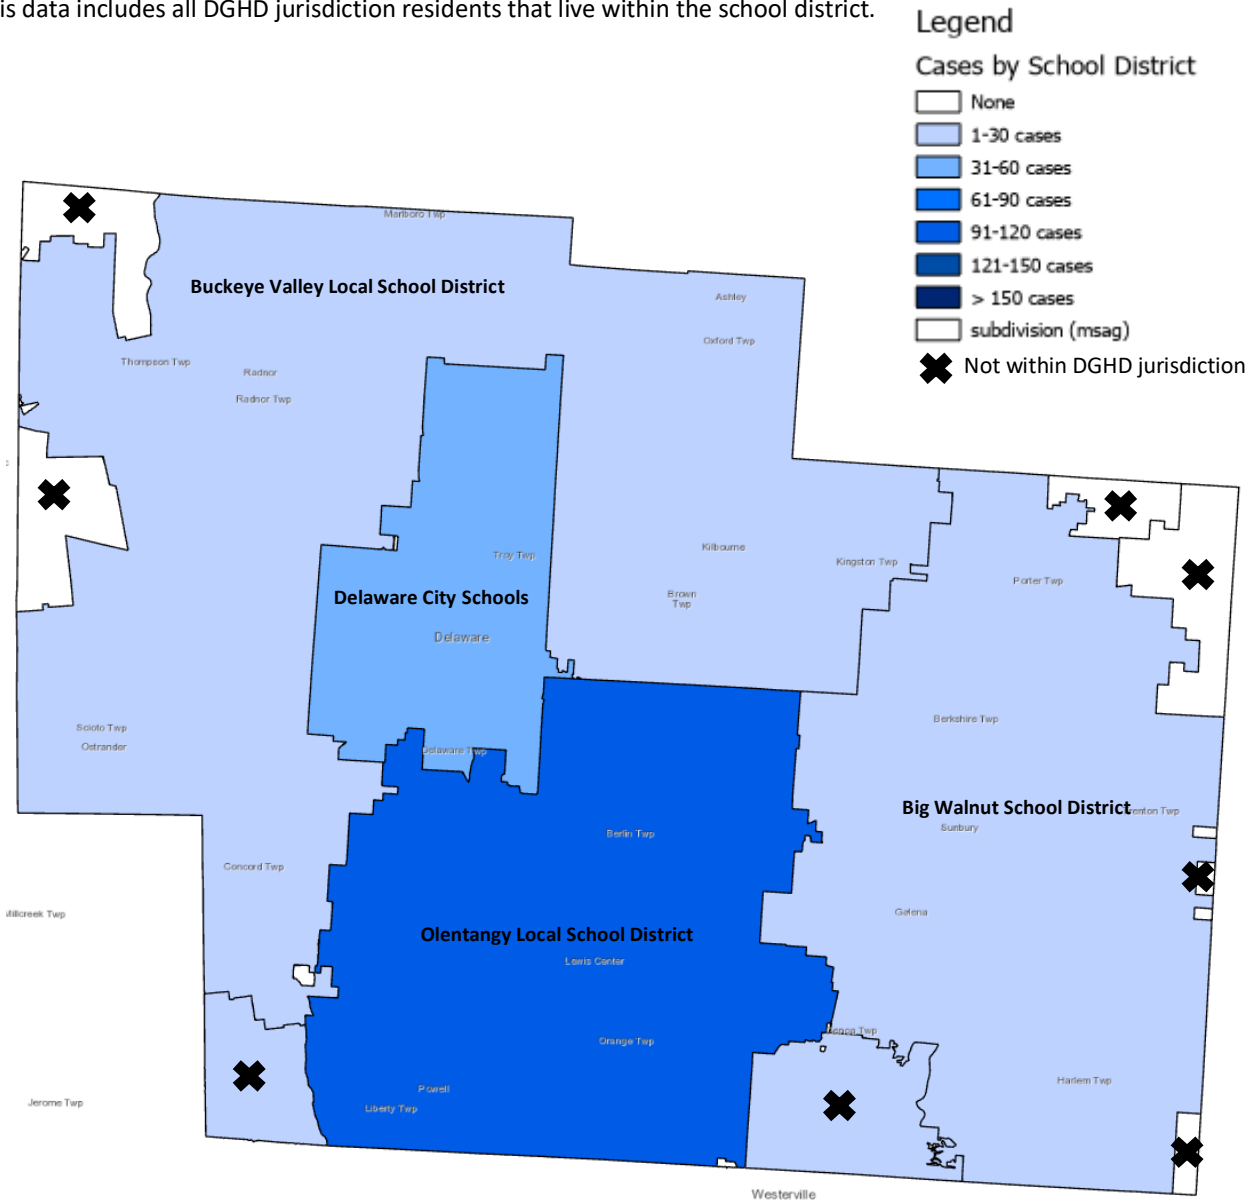 is data includes all DGHD jurisdiction residents that live within the school district.
Legend
Cases by School District
None
1-30 cases
31-60 cases
61-90 cases
91-120 cases
121-150 cases
> 150 cases
subdivision (msag)
Not within DGHD jurisdiction
Marlboro Twp
Buckeye Valley Local School District
Ashley
Oxford Twp
Thompson Twp
Radnor
Radnor Twp
Troy Twp
Kilbourne
Kingston Twp
Porter Twp
Brown
Twp
Delaware City Schools
Delaware
Scioto Twp
Ostrander
Delaware Twp
Berkshire Twp
Big Walnut School District
renton Twp
Sunbury
Berlin Twp
Concord Twp
Millcreek Twp
Galena
Olentangy Local School District
Lewis Center
enoa Twp
Orange Twp
Harlem Twp
Powell
Liberty Twp
Jerome Twp
Westerville